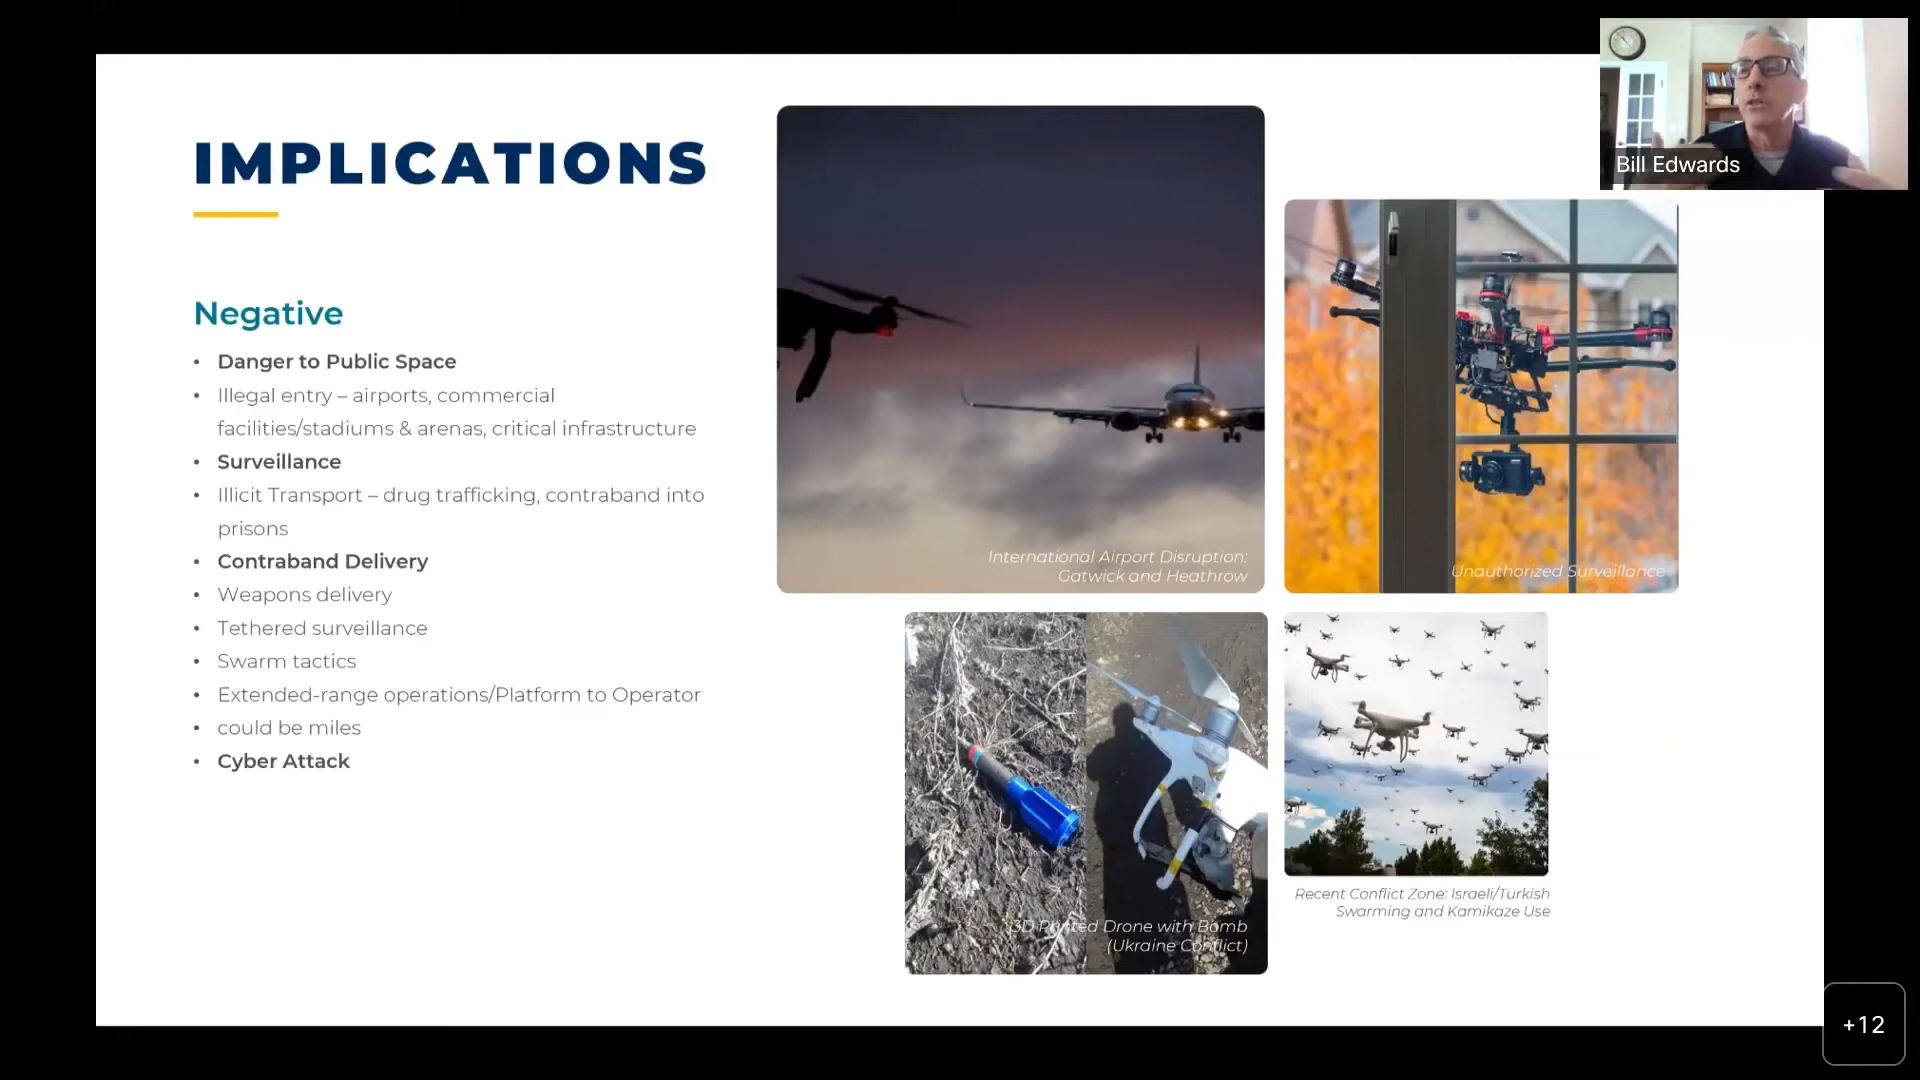 IMPLICATIONS
Negative
• Danger to Public Space
• Illegal entry – airports, commercial
facilities/stadiums & arenas, critical infrastructure
• Surveillance
• Illicit Transport – drug trafficking, contraband into
prisons
• Contraband Delivery
• Weapons delivery
• Tethered surveillance
• Swarm tactics
• Extended-range operations/Platform to Operator
• could be miles
• Cyber Attack
International Airport Disruption:
Gatwick and Heathrow
Unauthorized Surveillance
3D Printed Drone with Bomb
(Ukraine Conflict)
Recent Conflict Zone: Israeli/Turkish
Swarming and Kamikaze Use
Bill Edwards
+12